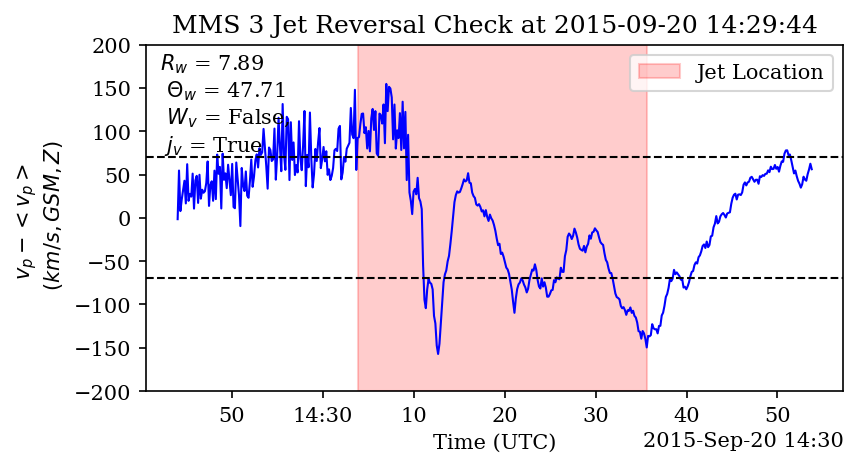 MMS 3 Jet Reversal Check at 2015-09-20 14:29:44
R_w = 7.89
Θ_w = 47.71
W_v = False
j_v = True
Jet Location
v_p − < v_p >
(km/s, GSM, Z)
200
150
100
50
0
−50
−100
−150
−200
50
14:30
10
20
30
40
50
Time (UTC)
2015-Sep-20 14:30